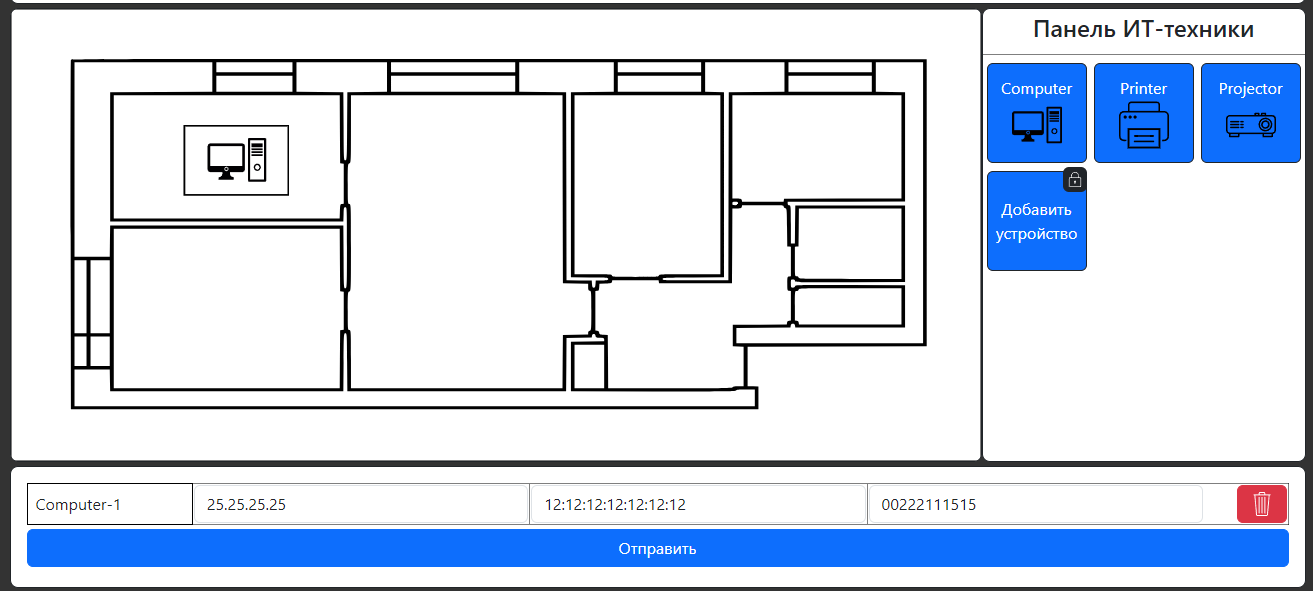 Панель ИТ-техники
Computer
Printer
Projector
Добавить
устройство
Computer-1
25.25.25.25
12:12:12:12:12:12:12
00222111515
Отправить